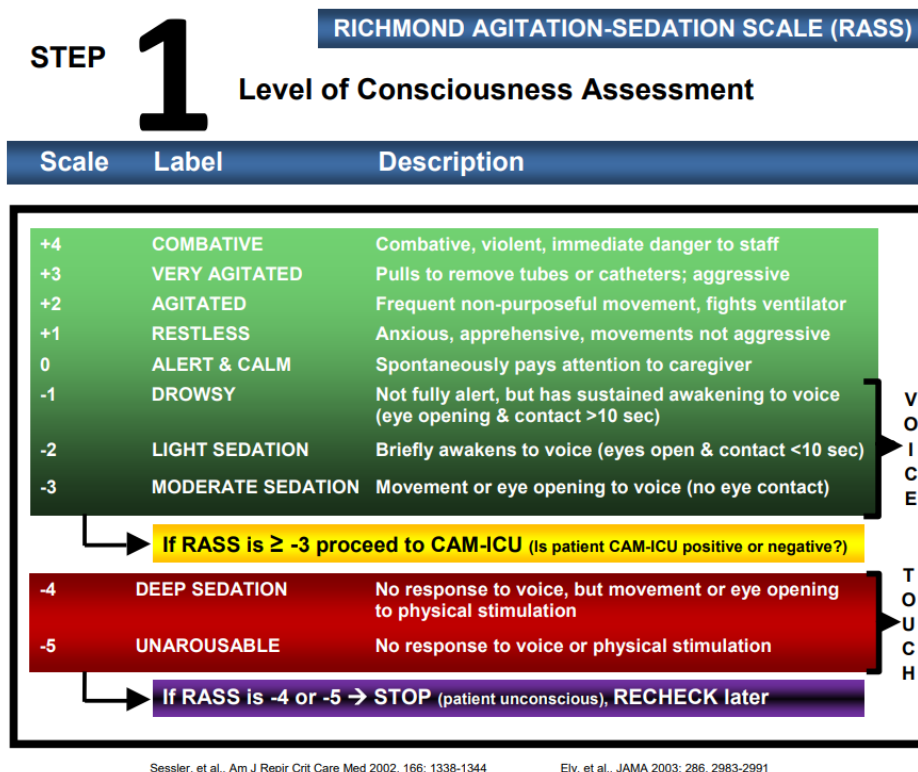 STEP 1
RICHMOND AGITATION-SEDATION SCALE (RASS)
Level of Consciousness Assessment
Scale Label Description
+4 COMBATIVE Combative, violent, immediate danger to staff
+3 VERY AGITATED Pulls to remove tubes or catheters; aggressive
+2 AGITATED Frequent non-purposeful movement, fights ventilator
+1 RESTLESS Anxious, apprehensive, movements not aggressive
0 ALERT & CALM Spontaneously pays attention to caregiver
-1 DROWSY Not fully alert, but has sustained awakening to voice
(eye opening & contact >10 sec)
-2 LIGHT SEDATION Briefly awakens to voice (eyes open & contact <10 sec)
-3 MODERATE SEDATION Movement or eye opening to voice (no eye contact)
VOICE
If RASS is ≥ -3 proceed to CAM-ICU (Is patient CAM-ICU positive or negative?)
-4 DEEP SEDATION No response to voice, but movement or eye opening
to physical stimulation
-5 UNAROUSABLE No response to voice or physical stimulation
TOUCH
If RASS is -4 or -5 → STOP (patient unconscious), RECHECK later
Sessler, et al., Am J Repir Crit Care Med 2002, 166: 1338-1344 Ely, et al., JAMA 2003; 286, 2983-2991